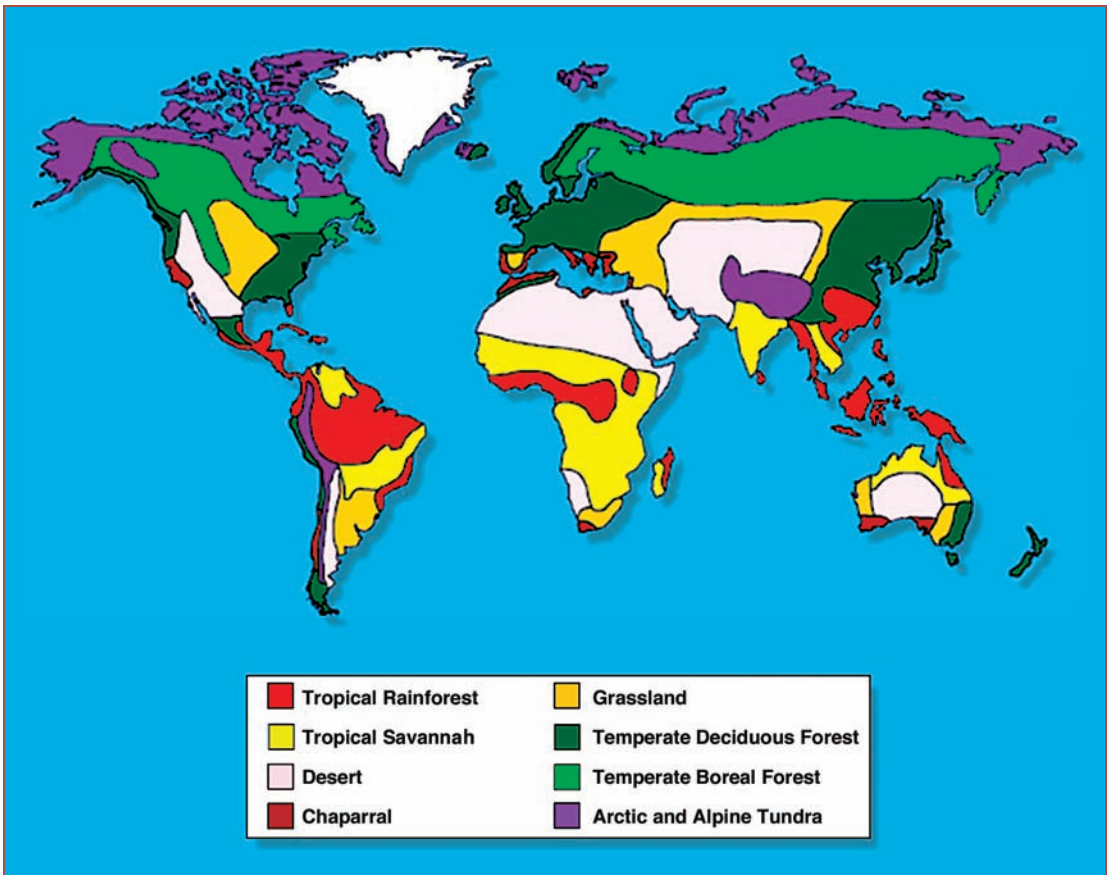 Tropical Rainforest
Tropical Savannah
Desert
Chaparral
Grassland
Temperate Deciduous Forest
Temperate Boreal Forest
Arctic and Alpine Tundra